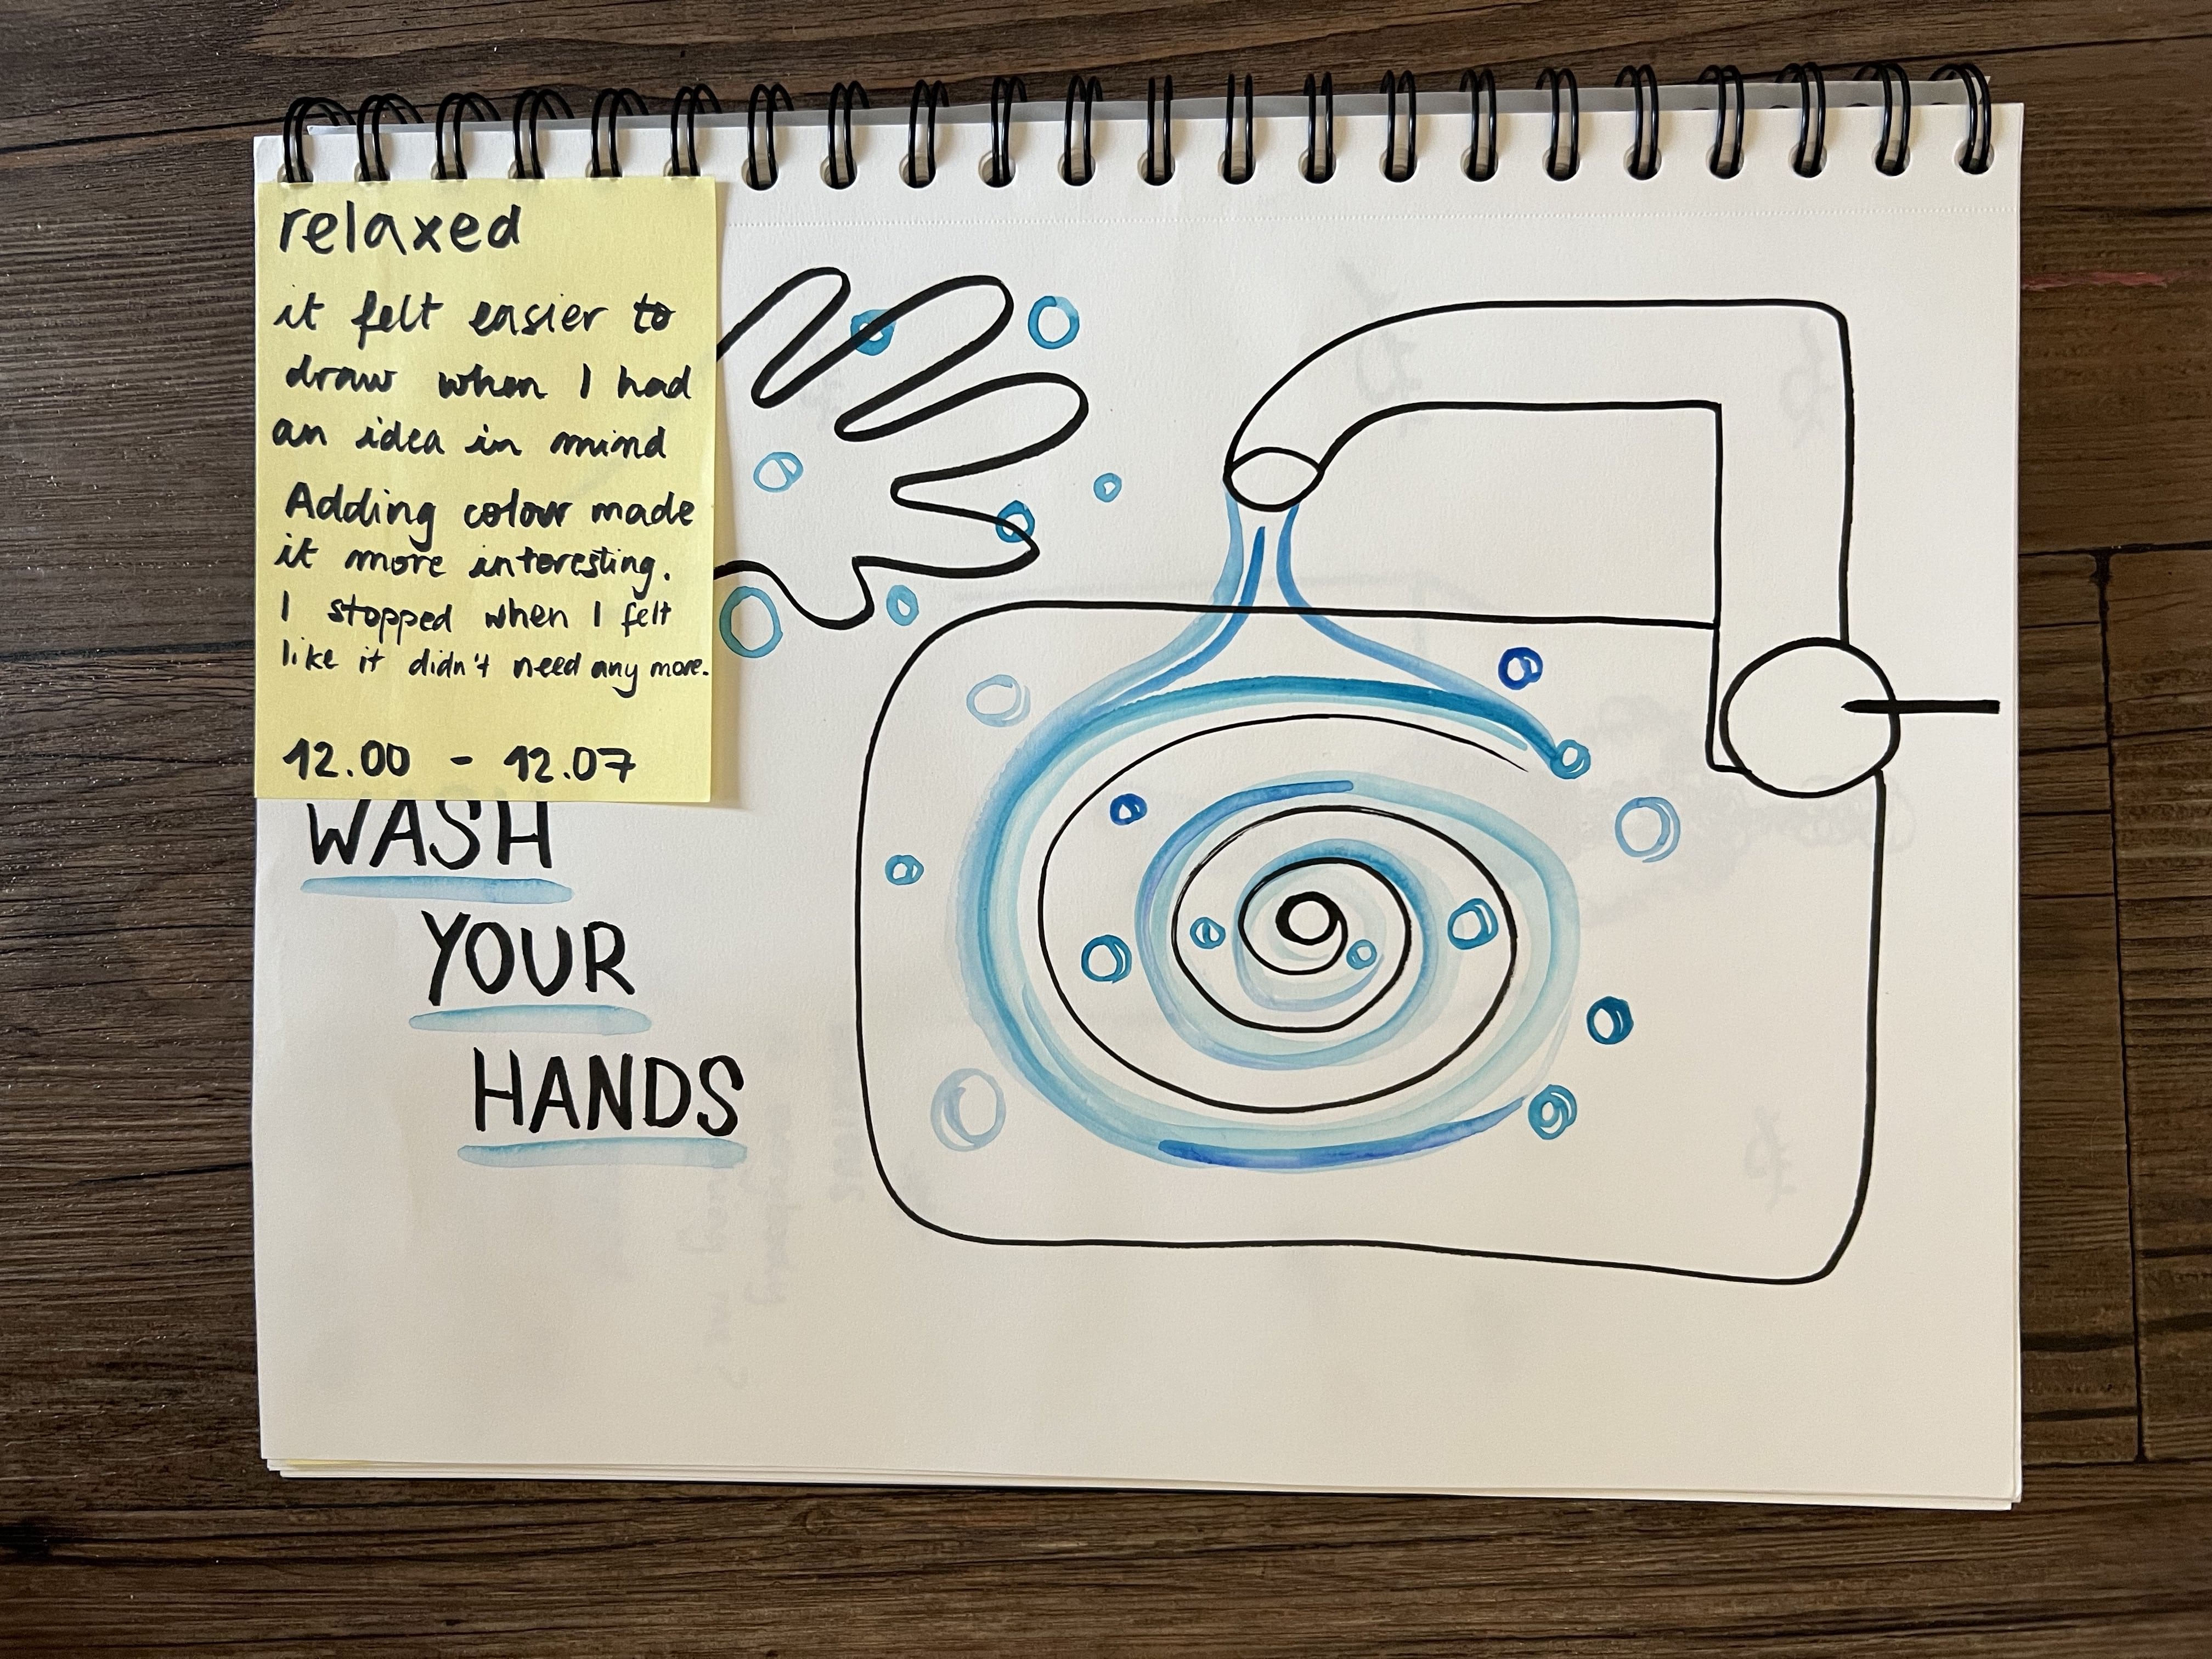 relaxed
it felt easier to
draw when I had
an idea in mind
Adding colour made
it more interesting.
I stopped when I felt
like it didn't need any more.
12.00 - 12.07
WASH
YOUR
HANDS